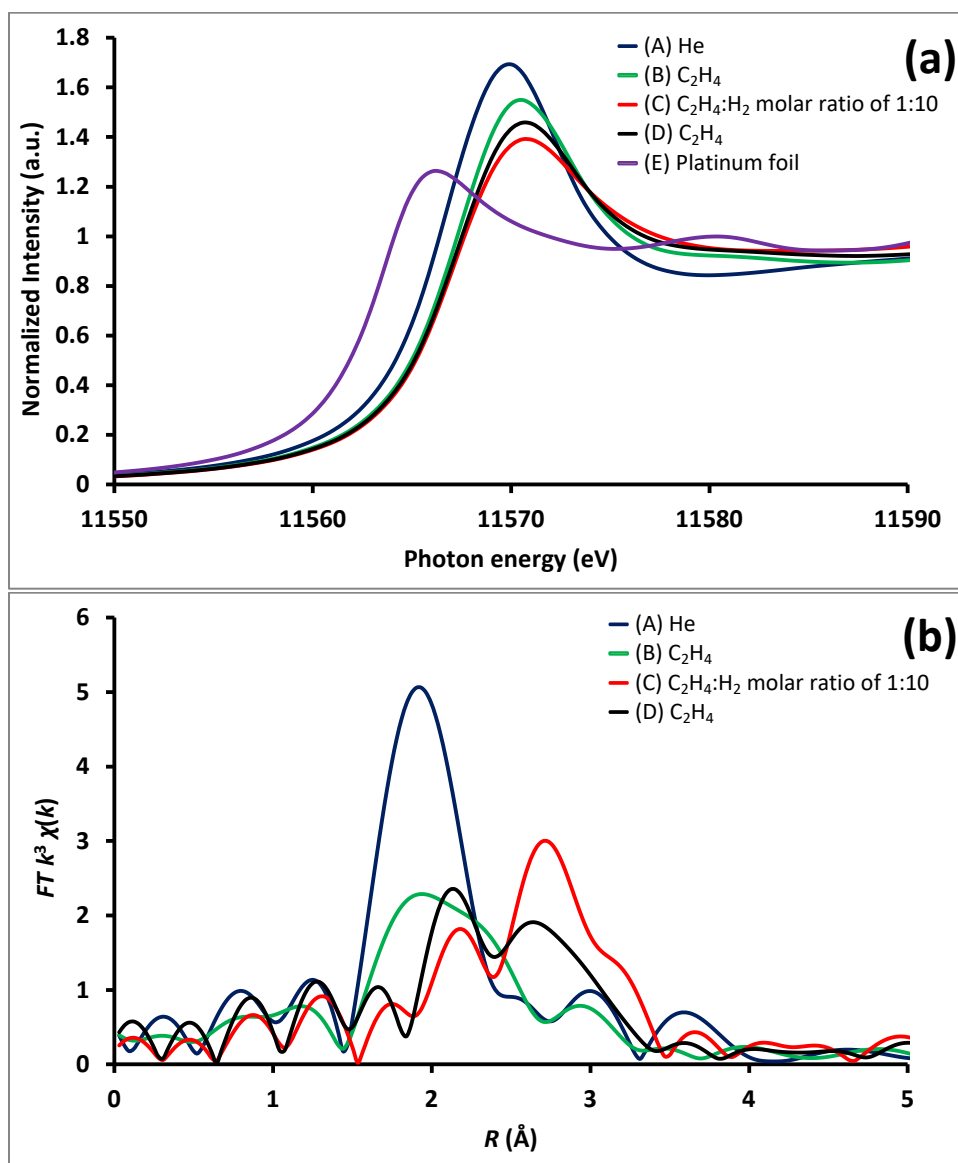 (a)
(A) He
(B) C₂H₄
(C) C₂H₄:H₂ molar ratio of 1:10
(D) C₂H₄
(E) Platinum foil
Normalized Intensity (a.u.)
1.8
1.6
1.4
1.2
1
0.8
0.6
0.4
0.2
0
11550 11560 11570 11580 11590
Photon energy (eV)
(b)
(A) He
(B) C₂H₄
(C) C₂H₄:H₂ molar ratio of 1:10
(D) C₂H₄
FT k³ χ(k)
6
5
4
3
2
1
0
0 1 2 3 4 5
R (Å)